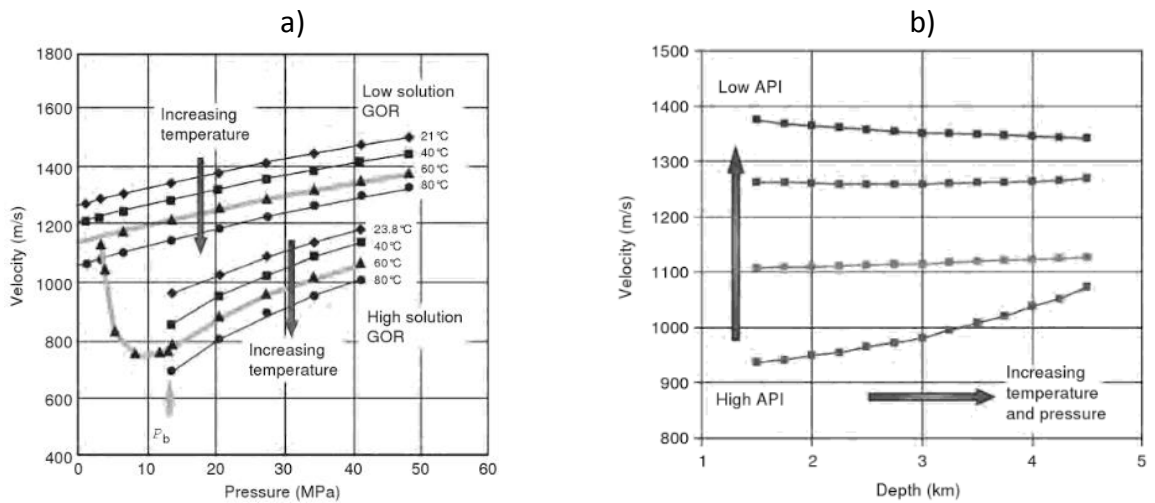 a)
1800
1600
1400
1200
1000
800
600
400
Velocity (m/s)
Increasing
temperature
Low solution
GOR
21°C
40°C
60°C
80°C
23.8°C
40°C
60°C
80°C
High solution
GOR
Increasing
temperature
Pb
0 10 20 30 40 50 60
Pressure (MPa)
b)
1500
1400
1300
1200
1100
1000
900
800
Velocity (m/s)
Low API
High API
Increasing
temperature
and pressure
1 2 3 4 5
Depth (km)